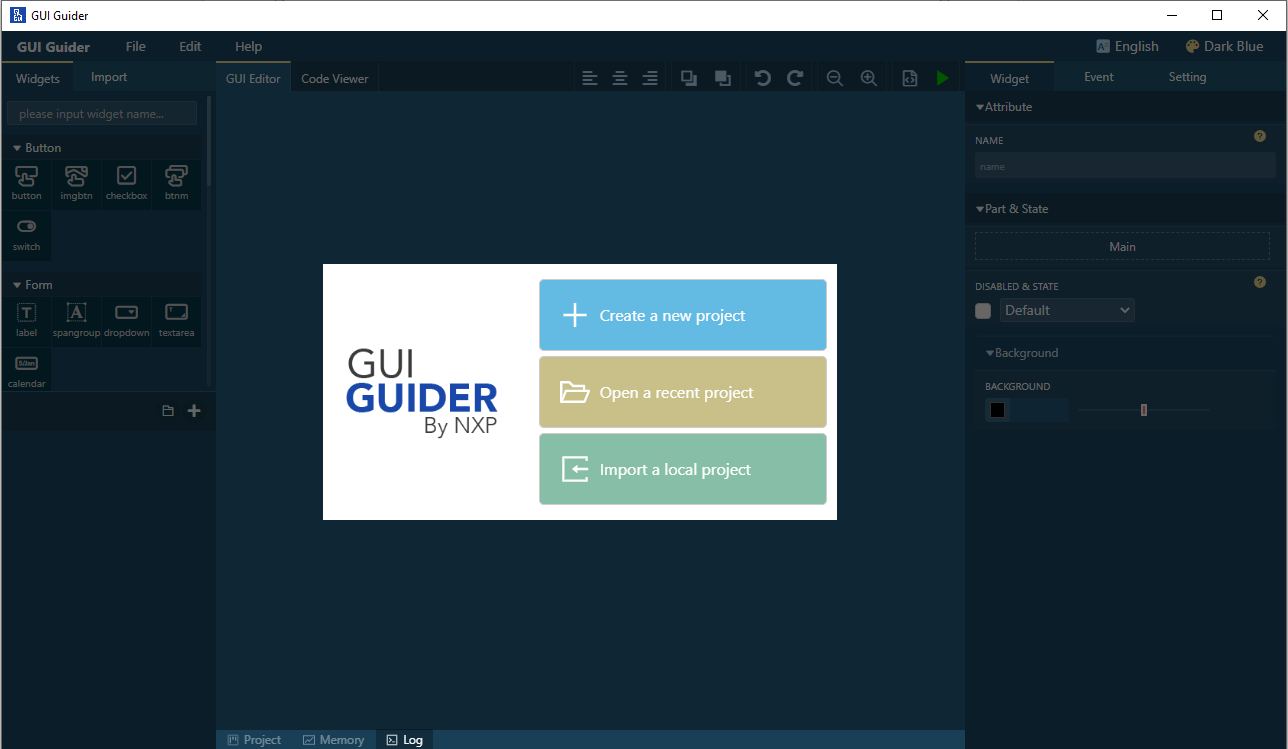 GUI Guider
GUI Guider File Edit Help English Dark Blue
Widgets Import GUI Editor Code Viewer Widget Event Setting
please input widget name...
Button
button imgbtn checkbox btnm
switch
Form
label spangroup dropdown textarea
calendar
Create a new project
Open a recent project
Import a local project
GUI
GUIDER
By NXP
Attribute
NAME
name
Part & State
Main
DISABLED & STATE
Default
Background
BACKGROUND
Project Memory Log